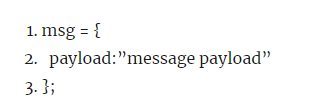 1. msg = {
2. payload:”message payload”
3. };